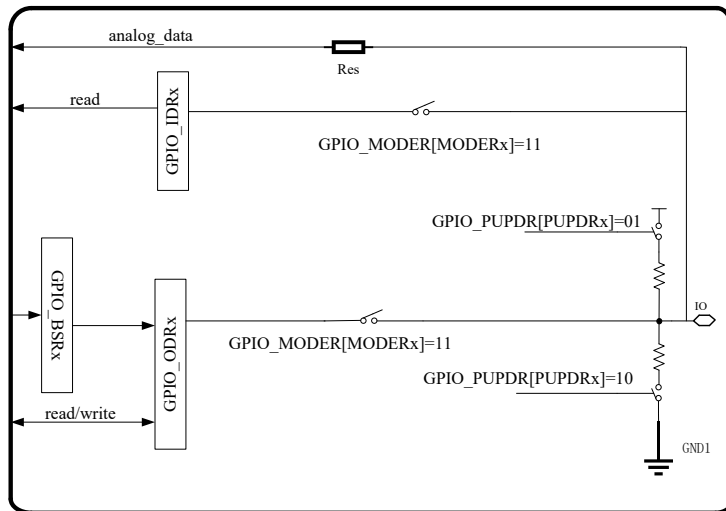 analog_data
Res
read
GPIO_IDRx
GPIO_MODER[MODERx]=11
GPIO_PUPDR[PUPDRx]=01
IO
GPIO_BSRx
GPIO_ODRx
GPIO_MODER[MODERx]=11
GPIO_PUPDR[PUPDRx]=10
read/write
GND1